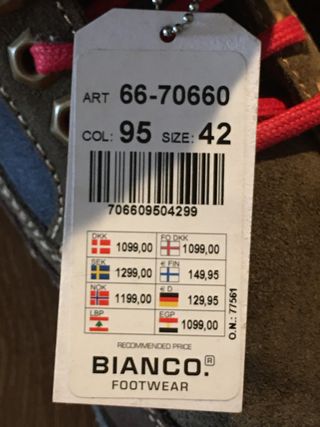 ART 66-70660
COL: 95 SIZE: 42
706609504299
DKK 1099,00 FO.DKK 1099,00
SEK 1299,00 € FIN 149,95
NOK 1199,00 € D 129,95
LBP EGP 1099,00
O.N.: 77561
RECOMMENDED PRICE
BIANCO.®
FOOTWEAR